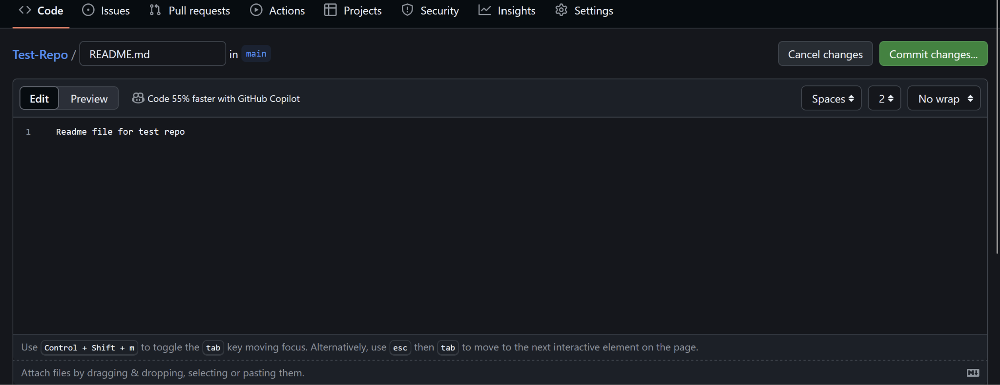 Code Issues Pull requests Actions Projects Security Insights Settings
Test-Repo / README.md in main Cancel changes Commit changes...
Edit Preview Code 55% faster with GitHub Copilot Spaces 2 No wrap
1 Readme file for test repo
Use Control + Shift + m to toggle the tab key moving focus. Alternatively, use esc then tab to move to the next interactive element on the page.
Attach files by dragging & dropping, selecting or pasting them.